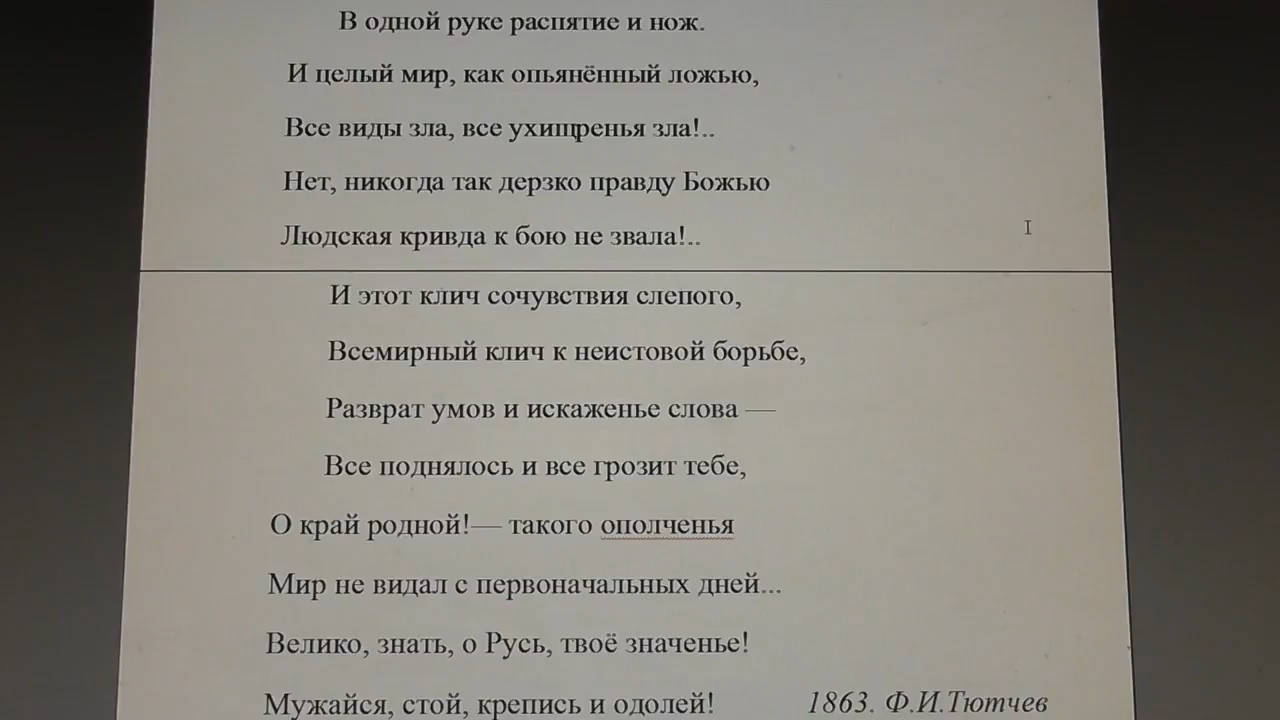 В одной руке распятие и нож.
И целый мир, как опьянённый ложью,
Все виды зла, все ухищренья зла!..
Нет, никогда так дерзко правду Божью
Людская кривда к бою не звала!..
И этот клич сочувствия слепого,
Всемирный клич к неистовой борьбе,
Разврат умов и искаженье слова —
Все поднялось и все грозит тебе,
О край родной!— такого ополченья
Мир не видал с первоначальных дней...
Велико, знать, о Русь, твоё значенье!
Мужайся, стой, крепись и одолей! 1863. Ф.И.Тютчев